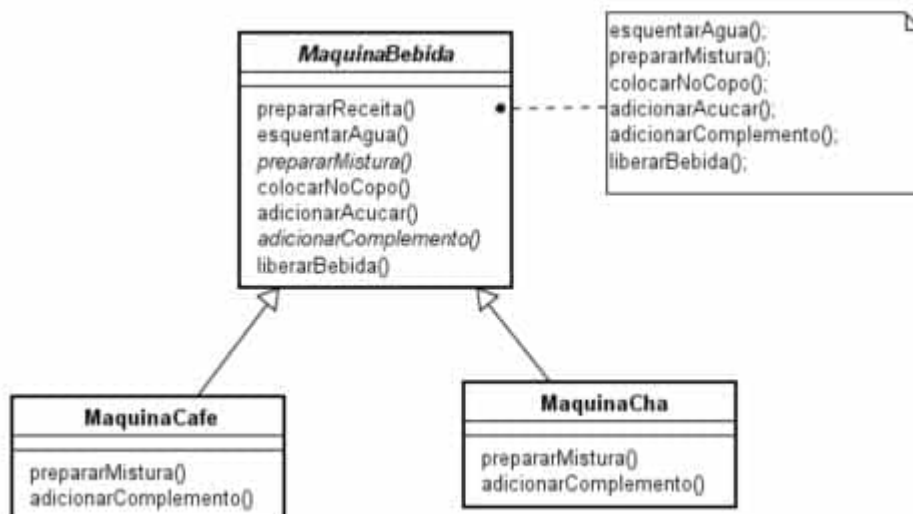 MaquinaBebida
prepararReceita()
esquentarAgua()
prepararMistura()
colocarNoCopo()
adicionarAcucar()
adicionarComplemento()
liberarBebida()
esquentarAgua();
prepararMistura();
colocarNoCopo();
adicionarAcucar();
adicionarComplemento();
liberarBebida();
MaquinaCafe
prepararMistura()
adicionarComplemento()
MaquinaCha
prepararMistura()
adicionarComplemento()